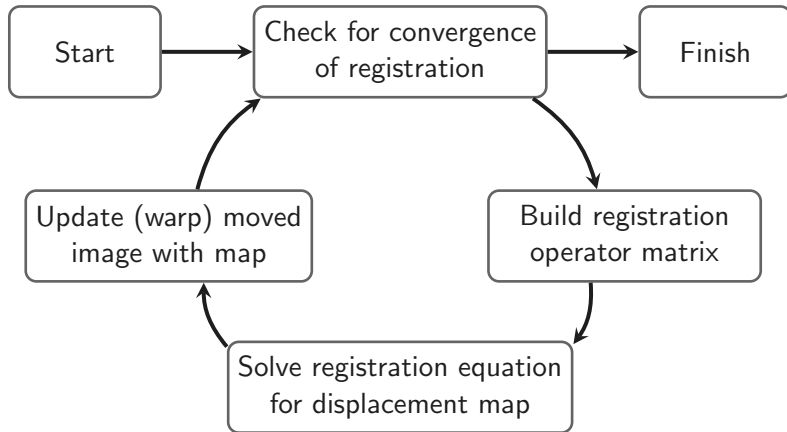 Start
Check for convergence
of registration
Finish
Update (warp) moved
image with map
Build registration
operator matrix
Solve registration equation
for displacement map